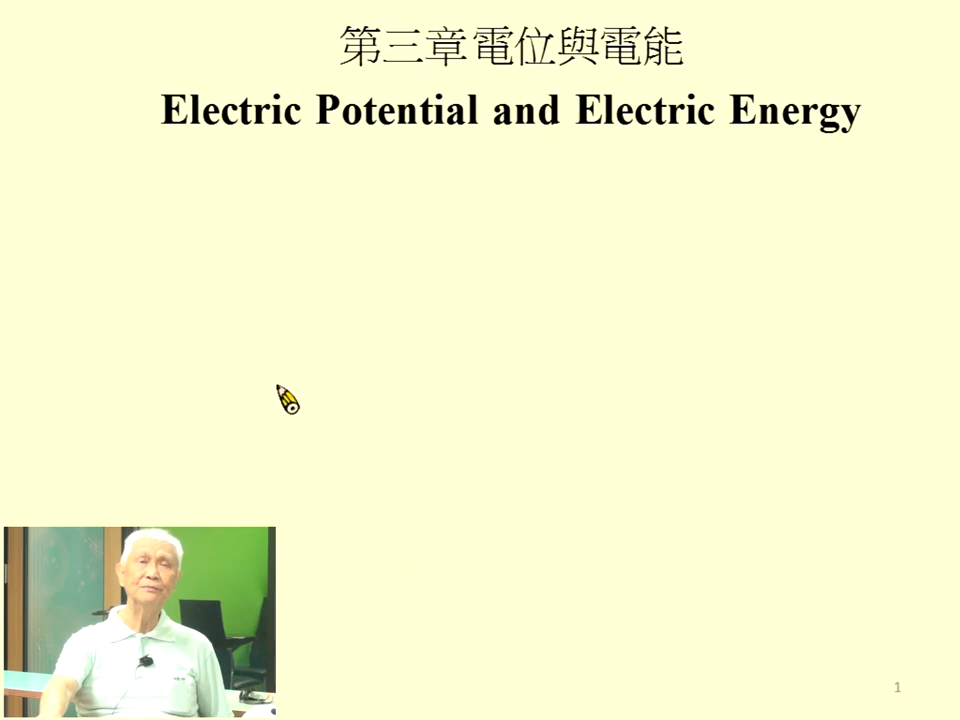 第三章電位與電能
Electric Potential and Electric Energy
1